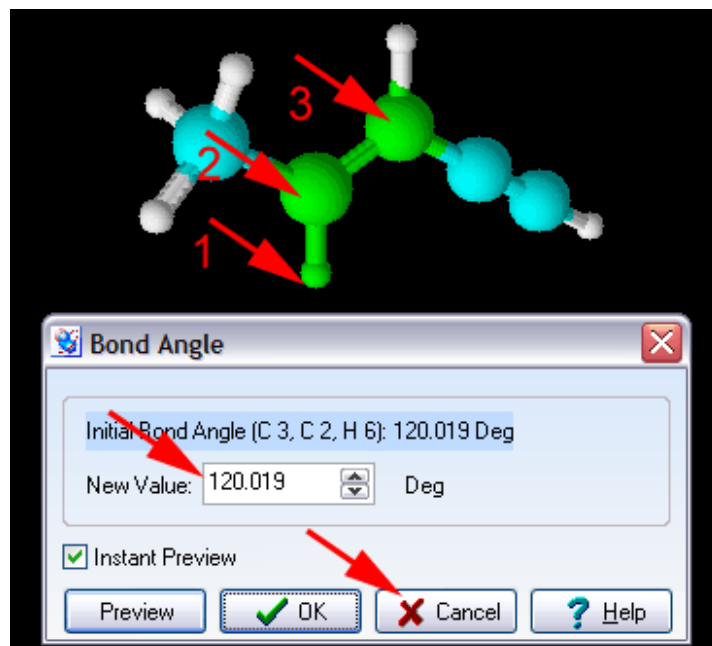 3
2
1
Bond Angle
Initial Bond Angle (C 3, C 2, H 6): 120.019 Deg
New Value: 120.019 Deg
Instant Preview
Preview OK Cancel Help